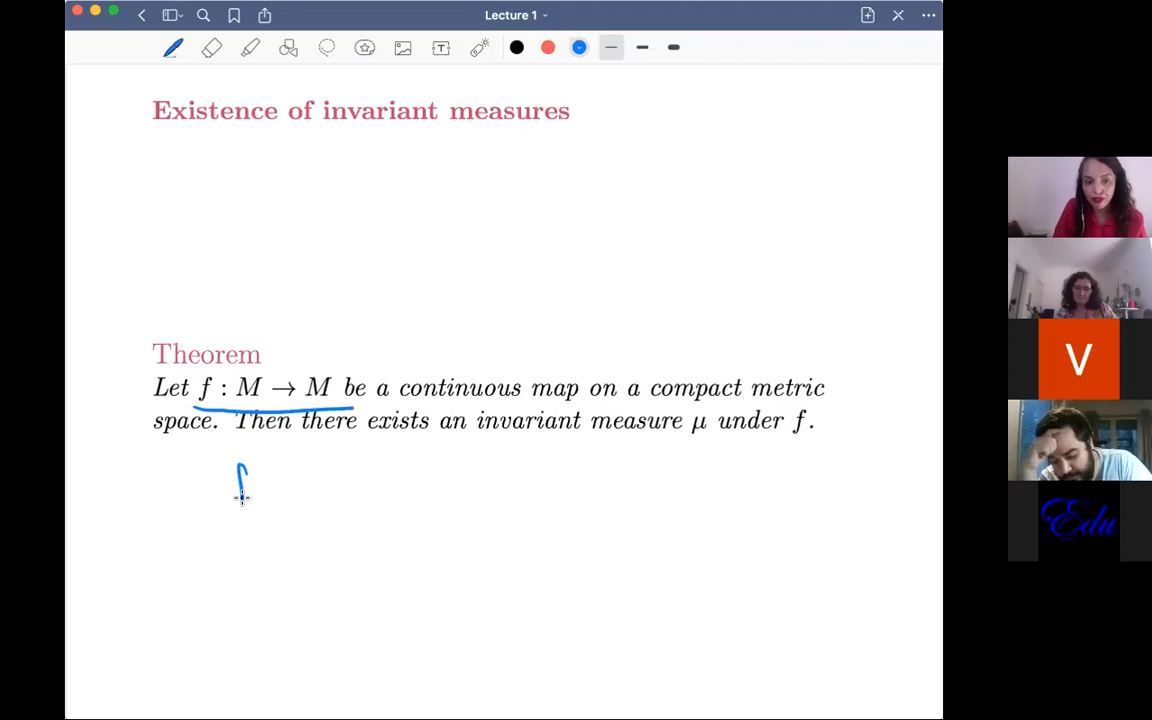 Lecture 1
T
Existence of invariant measures
Theorem
Let f : M → M be a continuous map on a compact metric
space. Then there exists an invariant measure μ under f.
V
Edu